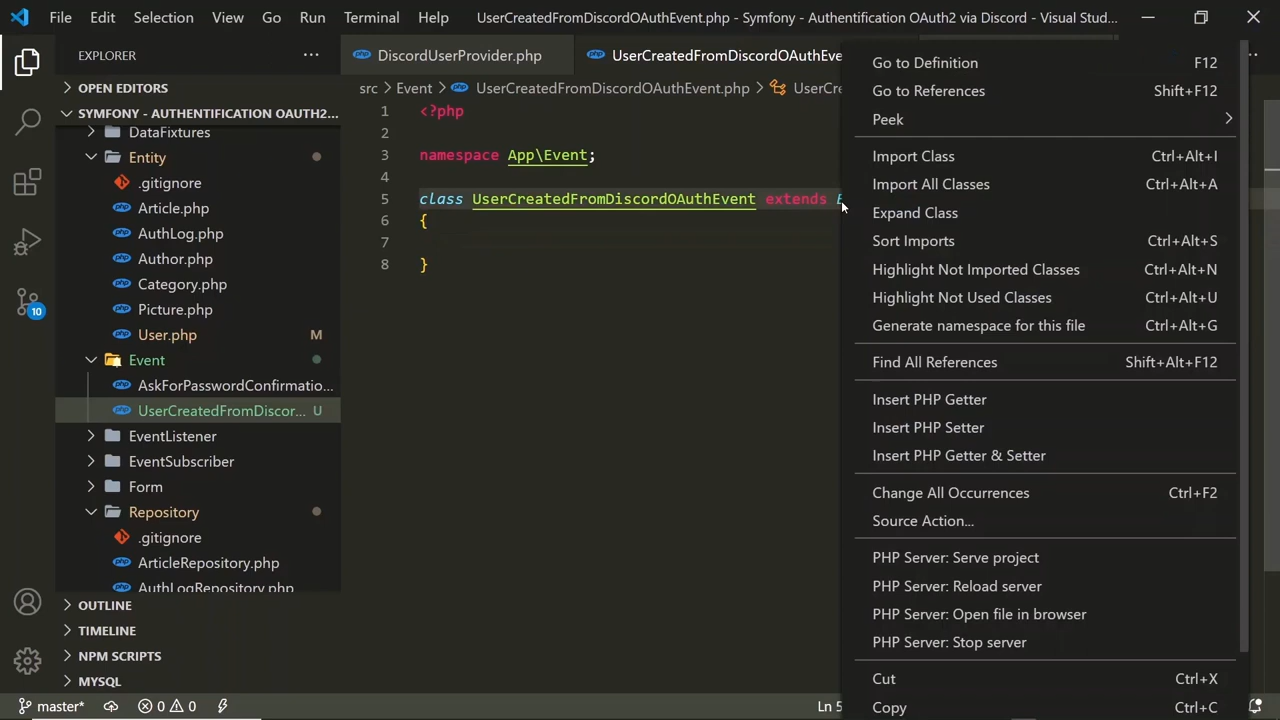 File Edit Selection View Go Run Terminal Help UserCreatedFromDiscordOAuthEvent.php - Symfony - Authentification OAuth2 via Discord - Visual Stud...
EXPLORER
OPEN EDITORS
SYMFONY - AUTHENTIFICATION OAUTH2...
DataFixtures
Entity
.gitignore
Article.php
AuthLog.php
Author.php
Category.php
Picture.php
User.php M
Event
AskForPasswordConfirmatio...
UserCreatedFromDiscor... U
EventListener
EventSubscriber
Form
Repository
.gitignore
ArticleRepository.php
AuthLogRepository.php
OUTLINE
TIMELINE
NPM SCRIPTS
MYSQL
10
DiscordUserProvider.php UserCreatedFromDiscordOAuthEve
src > Event > UserCreatedFromDiscordOAuthEvent.php > UserCre
1 <?php
2
3 namespace App\Event;
4
5 class UserCreatedFromDiscordOAuthEvent extends E
6 {
7
8 }
Go to Definition F12
Go to References Shift+F12
Peek
Import Class Ctrl+Alt+I
Import All Classes Ctrl+Alt+A
Expand Class
Sort Imports Ctrl+Alt+S
Highlight Not Imported Classes Ctrl+Alt+N
Highlight Not Used Classes Ctrl+Alt+U
Generate namespace for this file Ctrl+Alt+G
Find All References Shift+Alt+F12
Insert PHP Getter
Insert PHP Setter
Insert PHP Getter & Setter
Change All Occurrences Ctrl+F2
Source Action...
PHP Server: Serve project
PHP Server: Reload server
PHP Server: Open file in browser
PHP Server: Stop server
Cut Ctrl+X
Copy Ctrl+C
master* 0 0 Ln 5